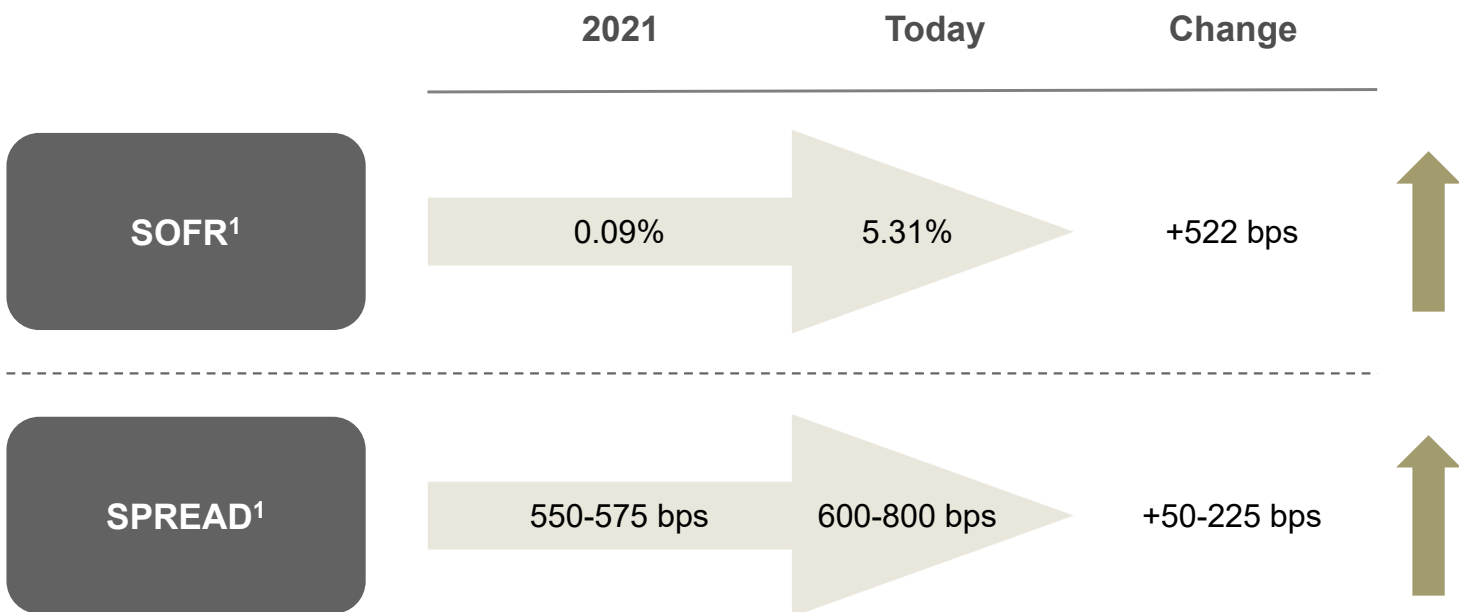 2021 Today Change
SOFR¹ 0.09% 5.31% +522 bps
SPREAD¹ 550-575 bps 600-800 bps +50-225 bps